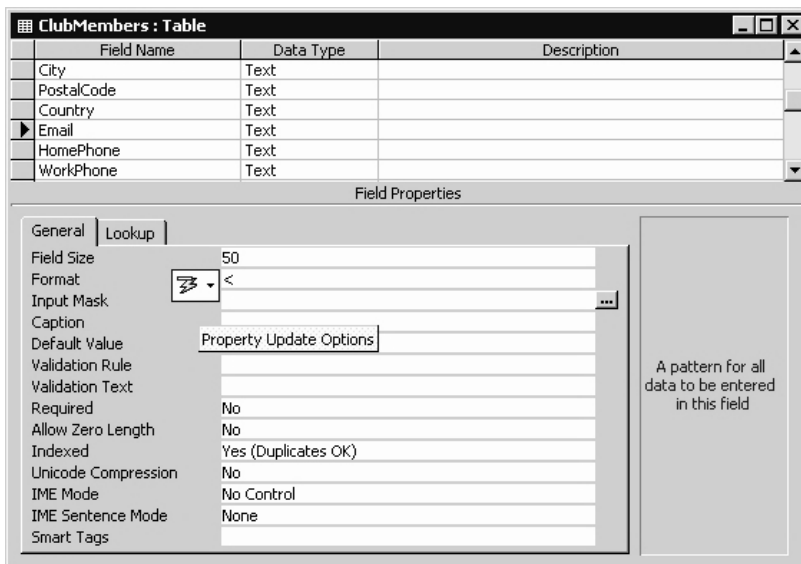 ClubMembers : Table
Field Name Data Type Description
City Text
PostalCode Text
Country Text
Email Text
HomePhone Text
WorkPhone Text
Field Properties
General Lookup
Field Size 50
Format <
Input Mask ...
Caption
Default Value
Property Update Options
Validation Rule
Validation Text
Required No
Allow Zero Length No
Indexed Yes (Duplicates OK)
Unicode Compression No
IME Mode No Control
IME Sentence Mode None
Smart Tags
A pattern for all
data to be entered
in this field